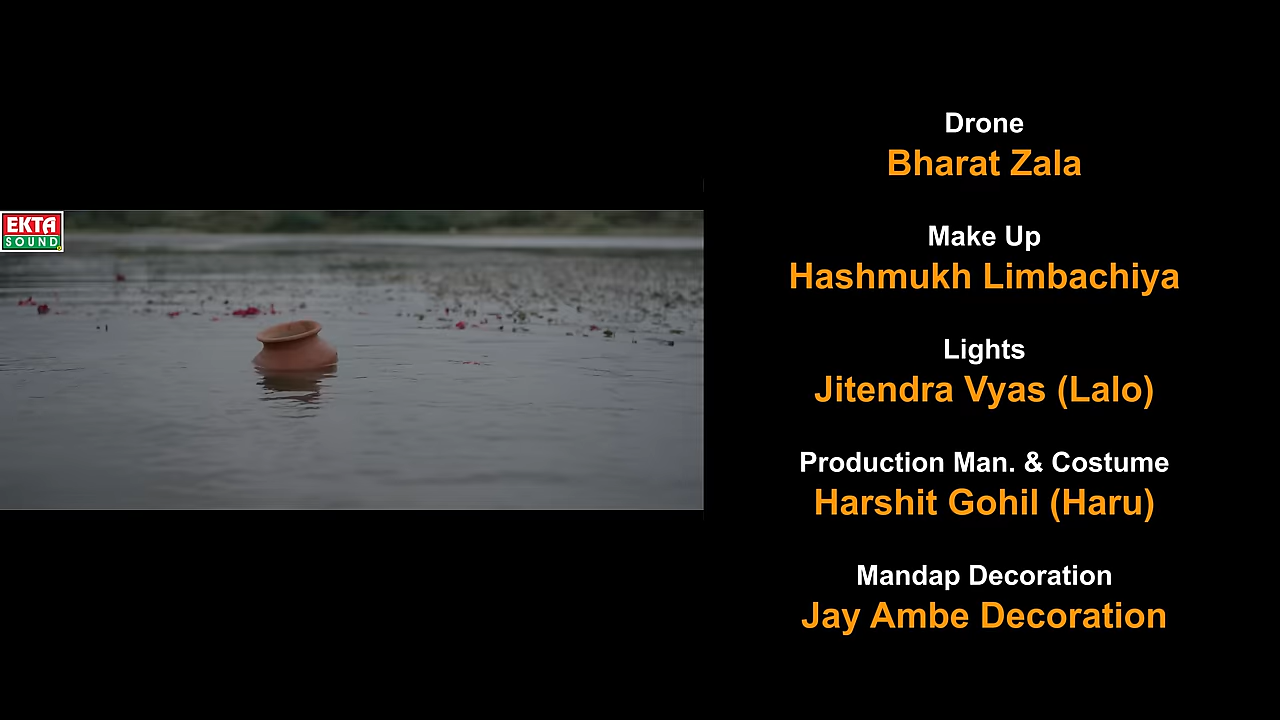 EKTA
SOUND
Drone
Bharat Zala
Make Up
Hashmukh Limbachiya
Lights
Jitendra Vyas (Lalo)
Production Man. & Costume
Harshit Gohil (Haru)
Mandap Decoration
Jay Ambe Decoration